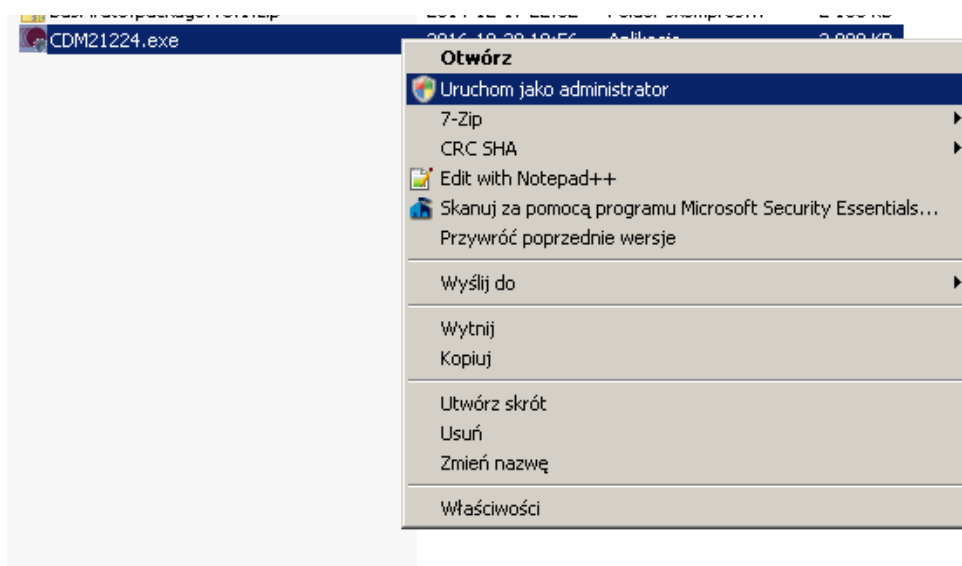 CDM21224.exe
Otwórz
Uruchom jako administrator
7-Zip
CRC SHA
Edit with Notepad++
Skanuj za pomocą programu Microsoft Security Essentials...
Przywróć poprzednie wersje
Wyślij do
Wytnij
Kopiuj
Utwórz skrót
Usuń
Zmień nazwę
Właściwości